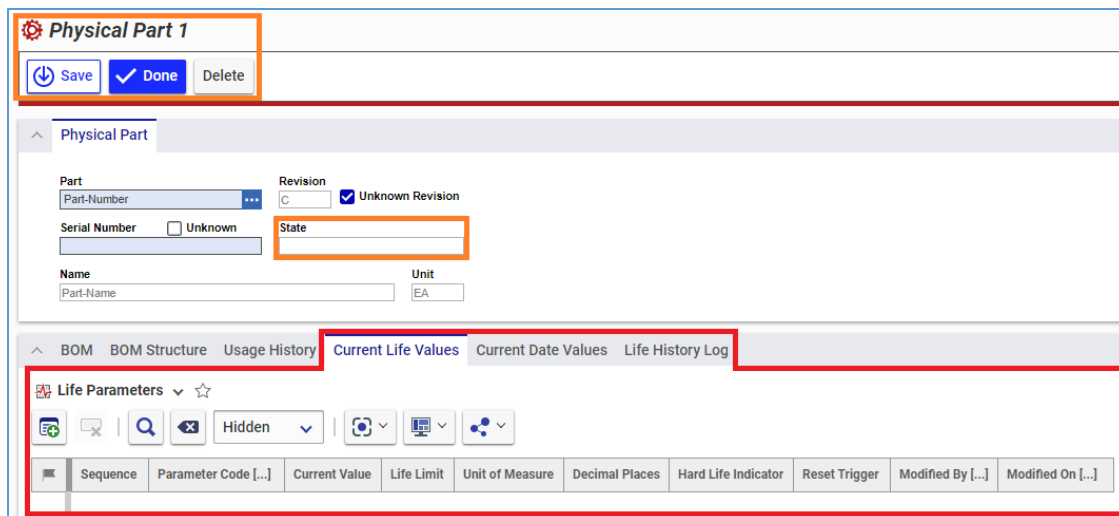 Physical Part 1
Save Done Delete
Physical Part
Part Revision
Part-Number ... C Unknown Revision
Serial Number Unknown State
Name Unit
Part-Name EA
BOM BOM Structure Usage History Current Life Values Current Date Values Life History Log
Life Parameters
Hidden
Sequence Parameter Code [...] Current Value Life Limit Unit of Measure Decimal Places Hard Life Indicator Reset Trigger Modified By [...] Modified On [...]